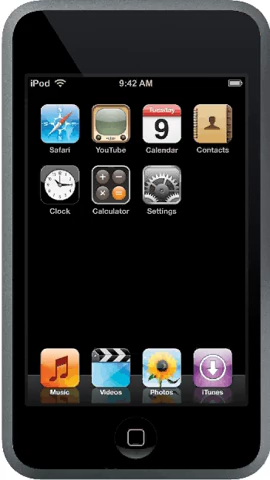 iPod 9:42 AM
Tuesday
9
Safari YouTube Calendar Contacts
Clock Calculator Settings
Music Videos Photos iTunes